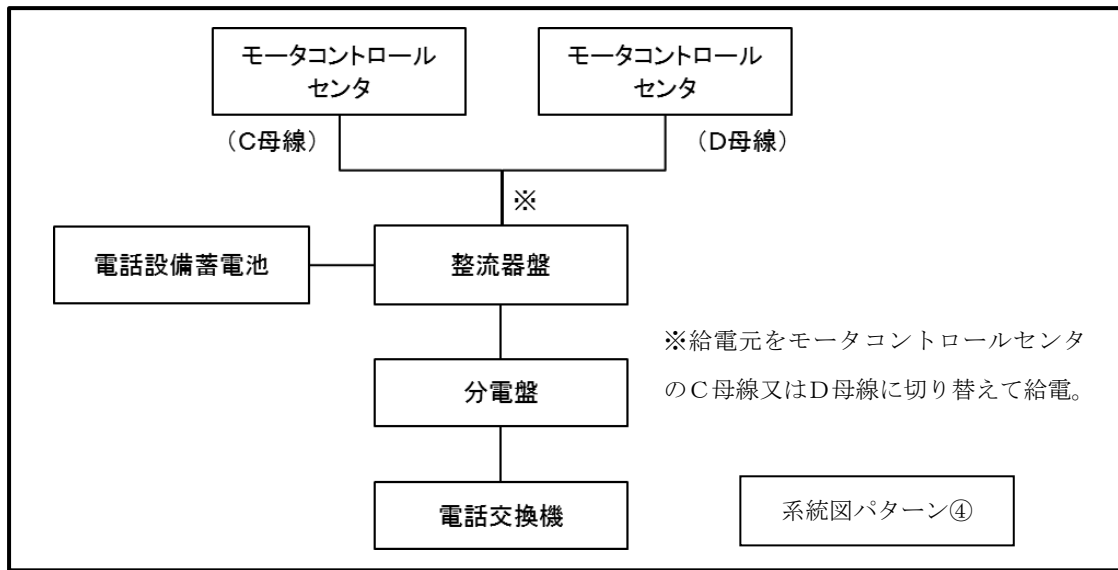 モータコントロール
センタ
モータコントロール
センタ
（C母線）
（D母線）
※
電話設備蓄電池
整流器盤
※給電元をモータコントロールセンタ
のC母線又はD母線に切り替えて給電。
分電盤
電話交換機
系統図パターン④